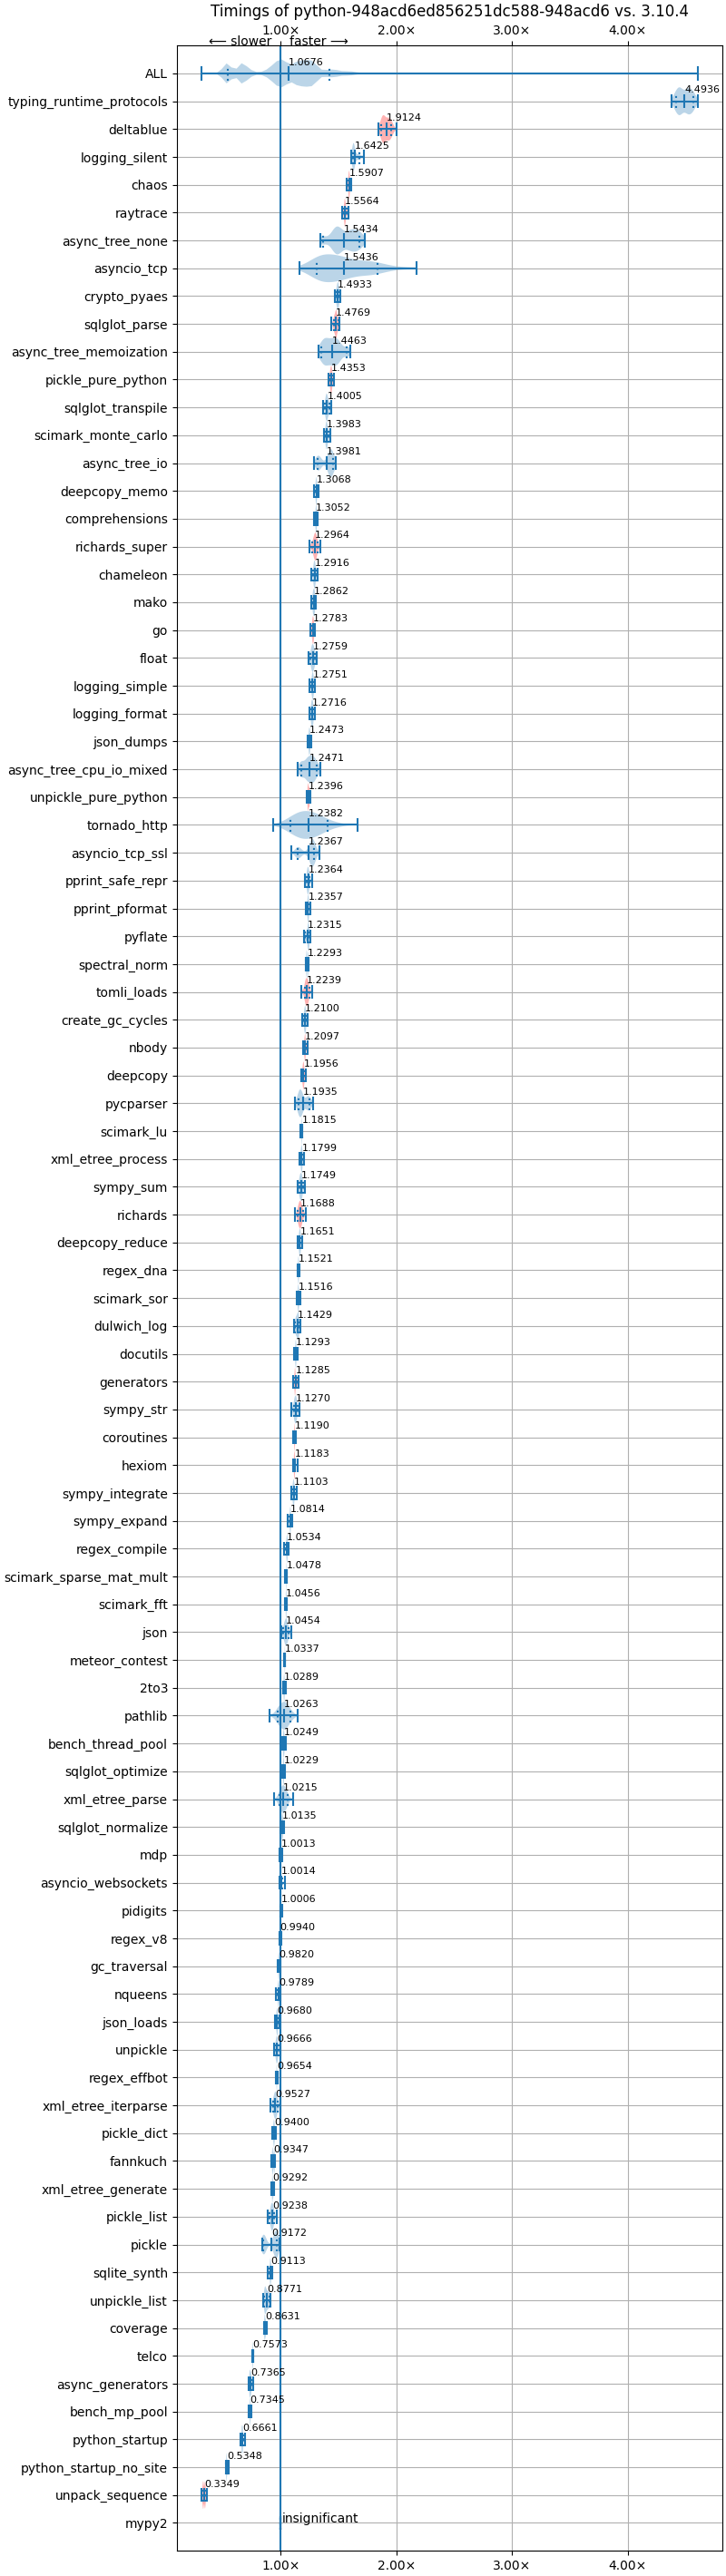 Timings of python-948acd6ed856251dc588-948acd6 vs. 3.10.4
1.00× 2.00× 3.00× 4.00×
⟵ slower faster ⟶
ALL 1.0676
typing_runtime_protocols 4.4936
deltablue 1.9124
logging_silent 1.6425
chaos 1.5907
raytrace 1.5564
async_tree_none 1.5434
asyncio_tcp 1.5436
crypto_pyaes 1.4933
sqlglot_parse 1.4769
async_tree_memoization 1.4463
pickle_pure_python 1.4353
sqlglot_transpile 1.4005
scimark_monte_carlo 1.3983
async_tree_io 1.3981
deepcopy_memo 1.3068
comprehensions 1.3052
richards_super 1.2964
chameleon 1.2916
mako 1.2862
go 1.2783
float 1.2759
logging_simple 1.2751
logging_format 1.2716
json_dumps 1.2473
async_tree_cpu_io_mixed 1.2471
unpickle_pure_python 1.2396
tornado_http 1.2382
asyncio_tcp_ssl 1.2367
pprint_safe_repr 1.2364
pprint_pformat 1.2357
pyflate 1.2315
spectral_norm 1.2293
tomli_loads 1.2239
create_gc_cycles 1.2100
nbody 1.2097
deepcopy 1.1956
pycparser 1.1935
scimark_lu 1.1815
xml_etree_process 1.1799
sympy_sum 1.1749
richards 1.1688
deepcopy_reduce 1.1651
regex_dna 1.1521
scimark_sor 1.1516
dulwich_log 1.1429
docutils 1.1293
generators 1.1285
sympy_str 1.1270
coroutines 1.1190
hexiom 1.1183
sympy_integrate 1.1103
sympy_expand 1.0814
regex_compile 1.0534
scimark_sparse_mat_mult 1.0478
scimark_fft 1.0456
json 1.0454
meteor_contest 1.0337
2to3 1.0289
pathlib 1.0263
bench_thread_pool 1.0249
sqlglot_optimize 1.0229
xml_etree_parse 1.0215
sqlglot_normalize 1.0135
mdp 1.0013
asyncio_websockets 1.0014
pidigits 1.0006
regex_v8 0.9940
gc_traversal 0.9820
nqueens 0.9789
json_loads 0.9680
unpickle 0.9666
regex_effbot 0.9654
xml_etree_iterparse 0.9527
pickle_dict 0.9400
fannkuch 0.9347
xml_etree_generate 0.9292
pickle_list 0.9238
pickle 0.9172
sqlite_synth 0.9113
unpickle_list 0.8771
coverage 0.8631
telco 0.7573
async_generators 0.7365
bench_mp_pool 0.7345
python_startup 0.6661
python_startup_no_site 0.5348
unpack_sequence 0.3349
mypy2 insignificant
1.00× 2.00× 3.00× 4.00×